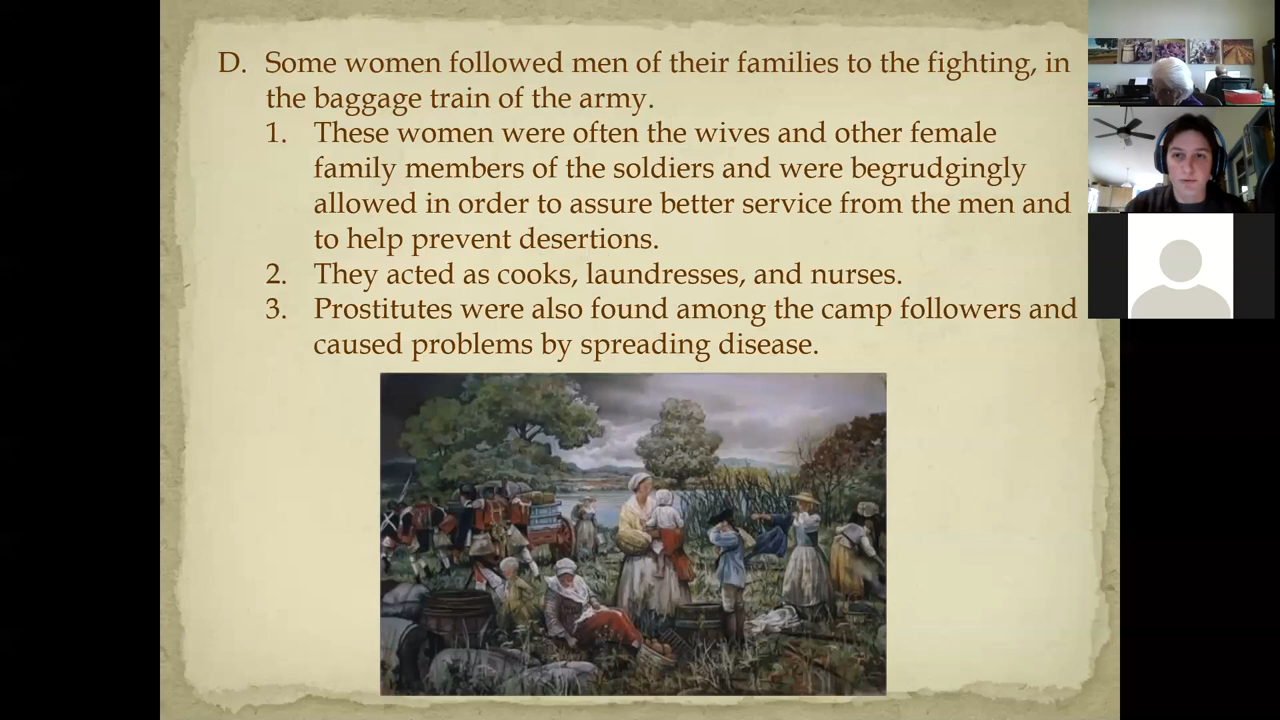 D. Some women followed men of their families to the fighting, in
the baggage train of the army.
1. These women were often the wives and other female
family members of the soldiers and were begrudgingly
allowed in order to assure better service from the men and
to help prevent desertions.
2. They acted as cooks, laundresses, and nurses.
3. Prostitutes were also found among the camp followers and
caused problems by spreading disease.